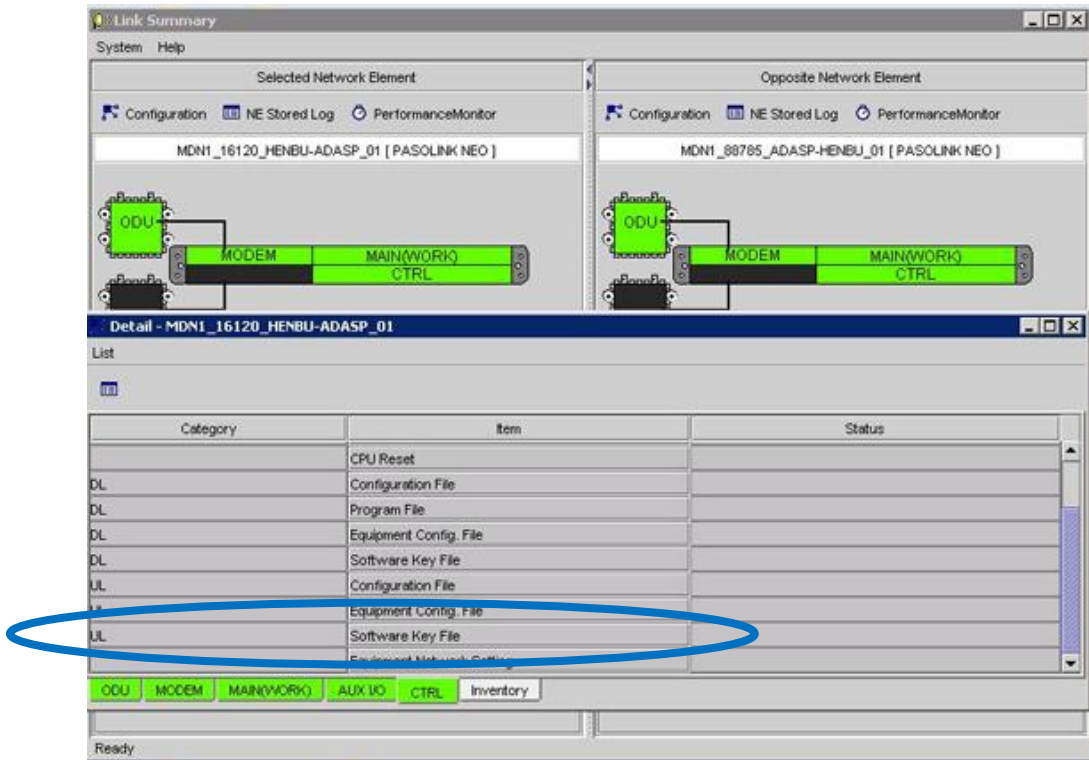 Link Summary
System Help
Selected Network Element
Opposite Network Element
Configuration NE Stored Log PerformanceMonitor
Configuration NE Stored Log PerformanceMonitor
MDN1_16120_HENBU-ADASP_01 [ PASOLINK NEO ]
MDN1_88785_ADASP-HENBU_01 [ PASOLINK NEO ]
ODU
MODEM MAIN(WORK)
CTRL
ODU
MODEM MAIN(WORK)
CTRL
Detail - MDN1_16120_HENBU-ADASP_01
List
Category Item Status
CPU Reset
DL Configuration File
DL Program File
DL Equipment Config. File
DL Software Key File
UL Configuration File
UL Equipment Config. File
UL Software Key File
Equipment Network Setting
ODU MODEM MAIN(WORK) AUX I/O CTRL Inventory
Ready